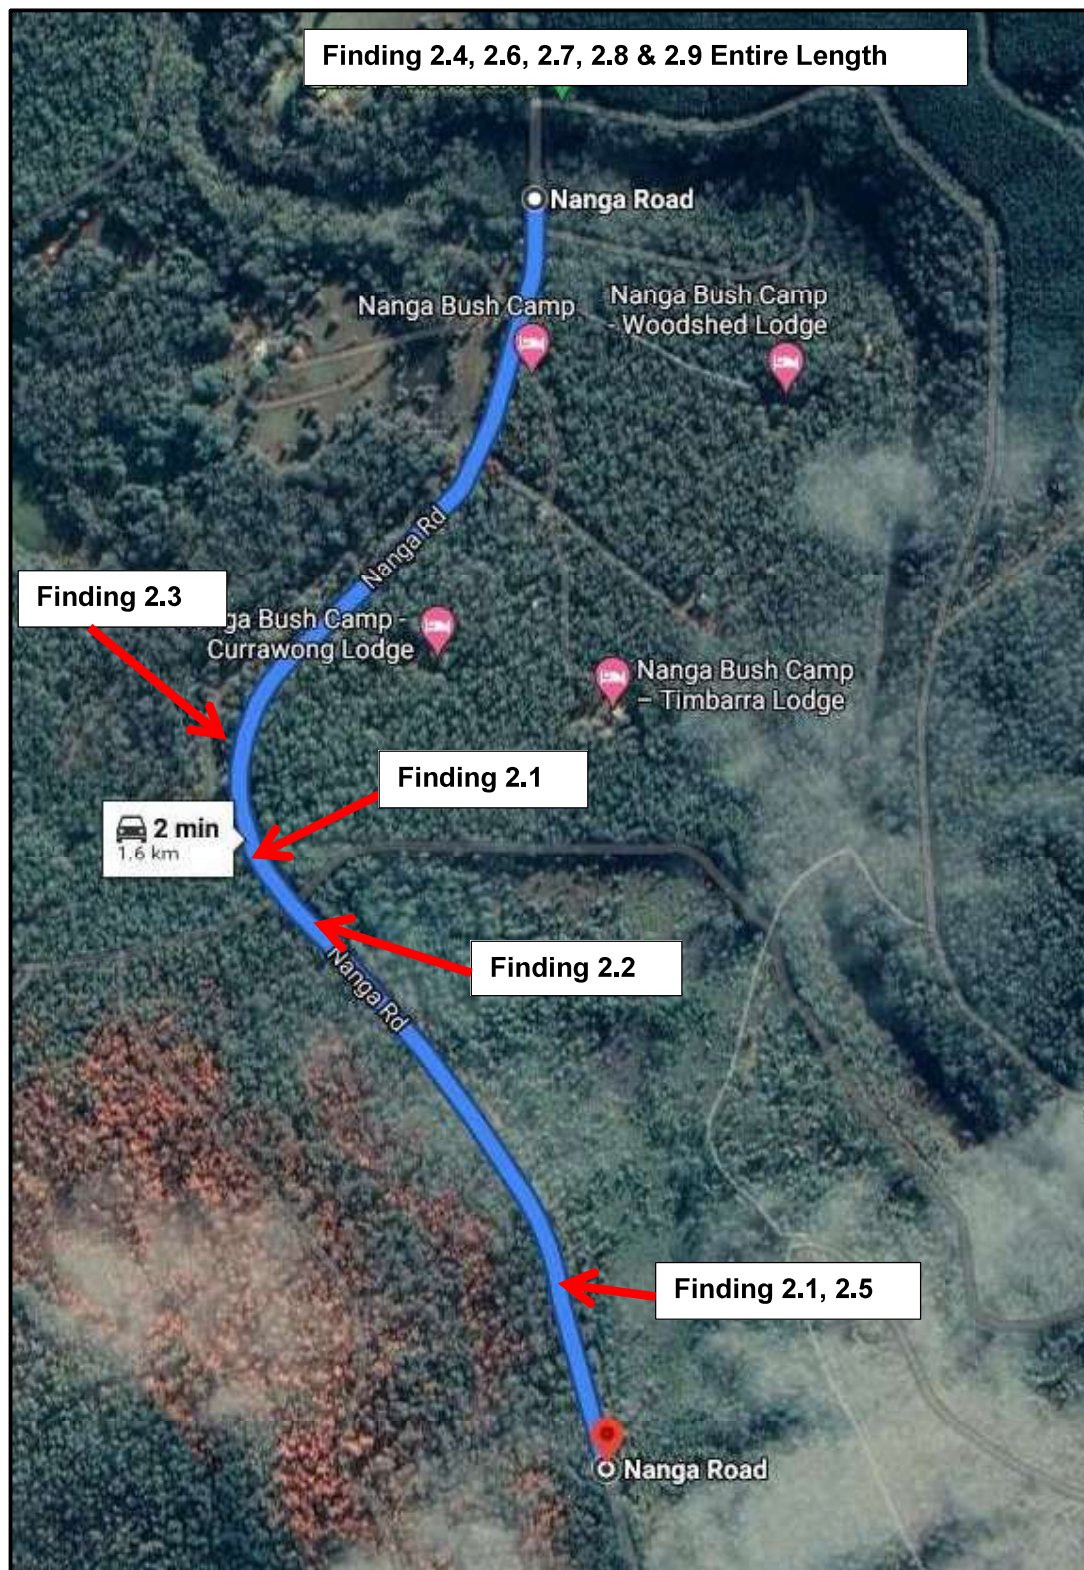 Finding 2.4, 2.6, 2.7, 2.8 & 2.9 Entire Length
Nanga Road
Nanga Bush Camp
Nanga Bush Camp
- Woodshed Lodge
Nanga Rd
Finding 2.3
Bush Camp -
Currawong Lodge
Nanga Bush Camp
– Timbarra Lodge
Finding 2.1
2 min
1.6 km
Finding 2.2
Nanga Rd
Finding 2.1, 2.5
Nanga Road